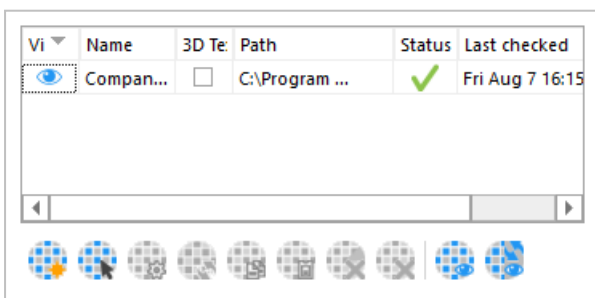 Vi Name 3D Te: Path Status Last checked
Compan... C:\Program ... Fri Aug 7 16:15